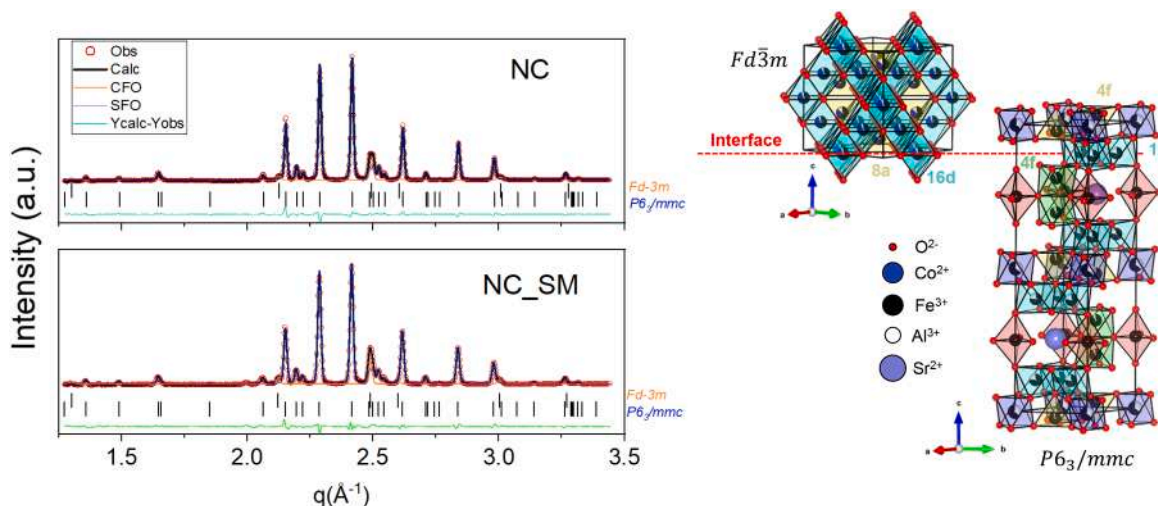 Intensity (a.u.)
Obs
Calc
CFO
SFO
Ycalc-Yobs
NC
Fd-3m
P6₃/mmc
NC_SM
Fd-3m
P6₃/mmc
1.5
2.0
2.5
3.0
3.5
q(Å⁻¹)
Fd3̅m
Interface
8a
16d
c
a
b
4f
4f
1
O²⁻
Co²⁺
Fe³⁺
Al³⁺
Sr²⁺
c
a
b
P6₃/mmc